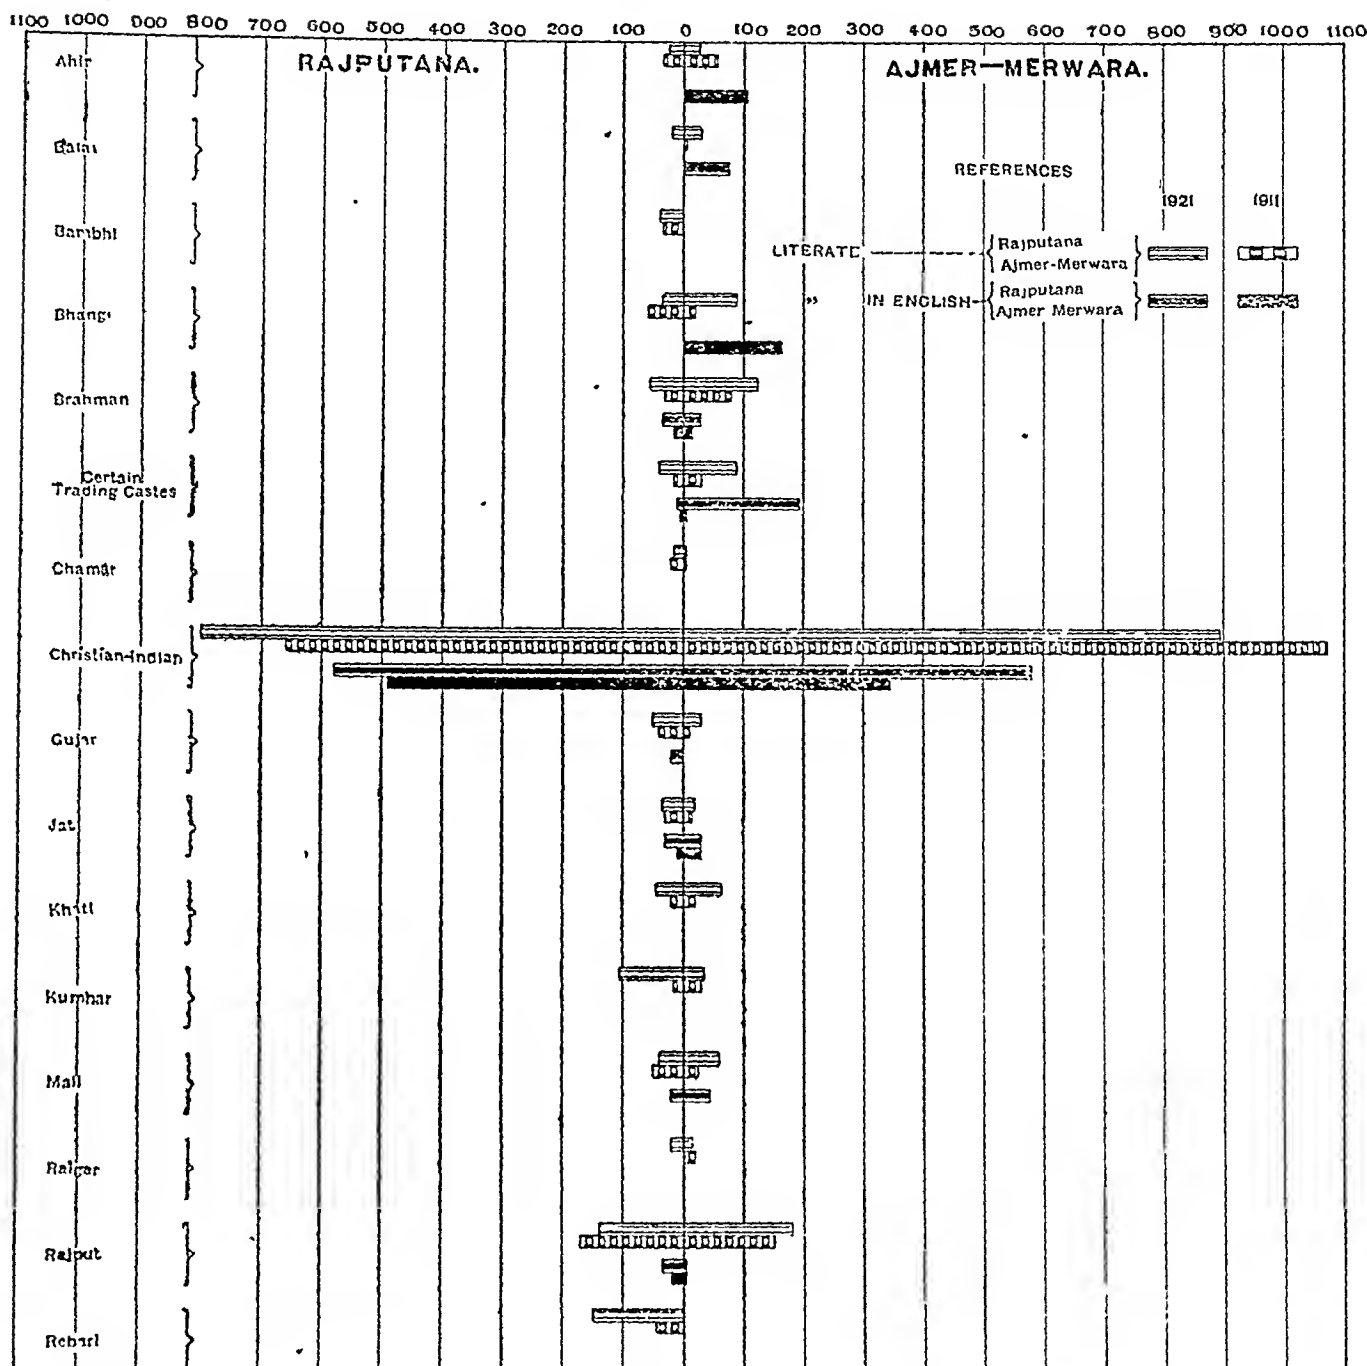 1100 1000 900 800 700 600 500 400 300 200 100 0 100 200 300 400 500 600 700 800 900 1000 1100
RAJPUTANA. AJMER—MERWARA.
Ahir
Balai
REFERENCES
1921 1911
Bambhi
LITERATE Rajputana
Ajmer-Merwara
Bhangi
„ IN ENGLISH Rajputana
Ajmer Merwara
Brahman
Certain
Trading Castes
Chamār
Christian-Indian
Gujar
Jat
Khati
Kumhar
Mali
Raigar
Rajput
Rebari